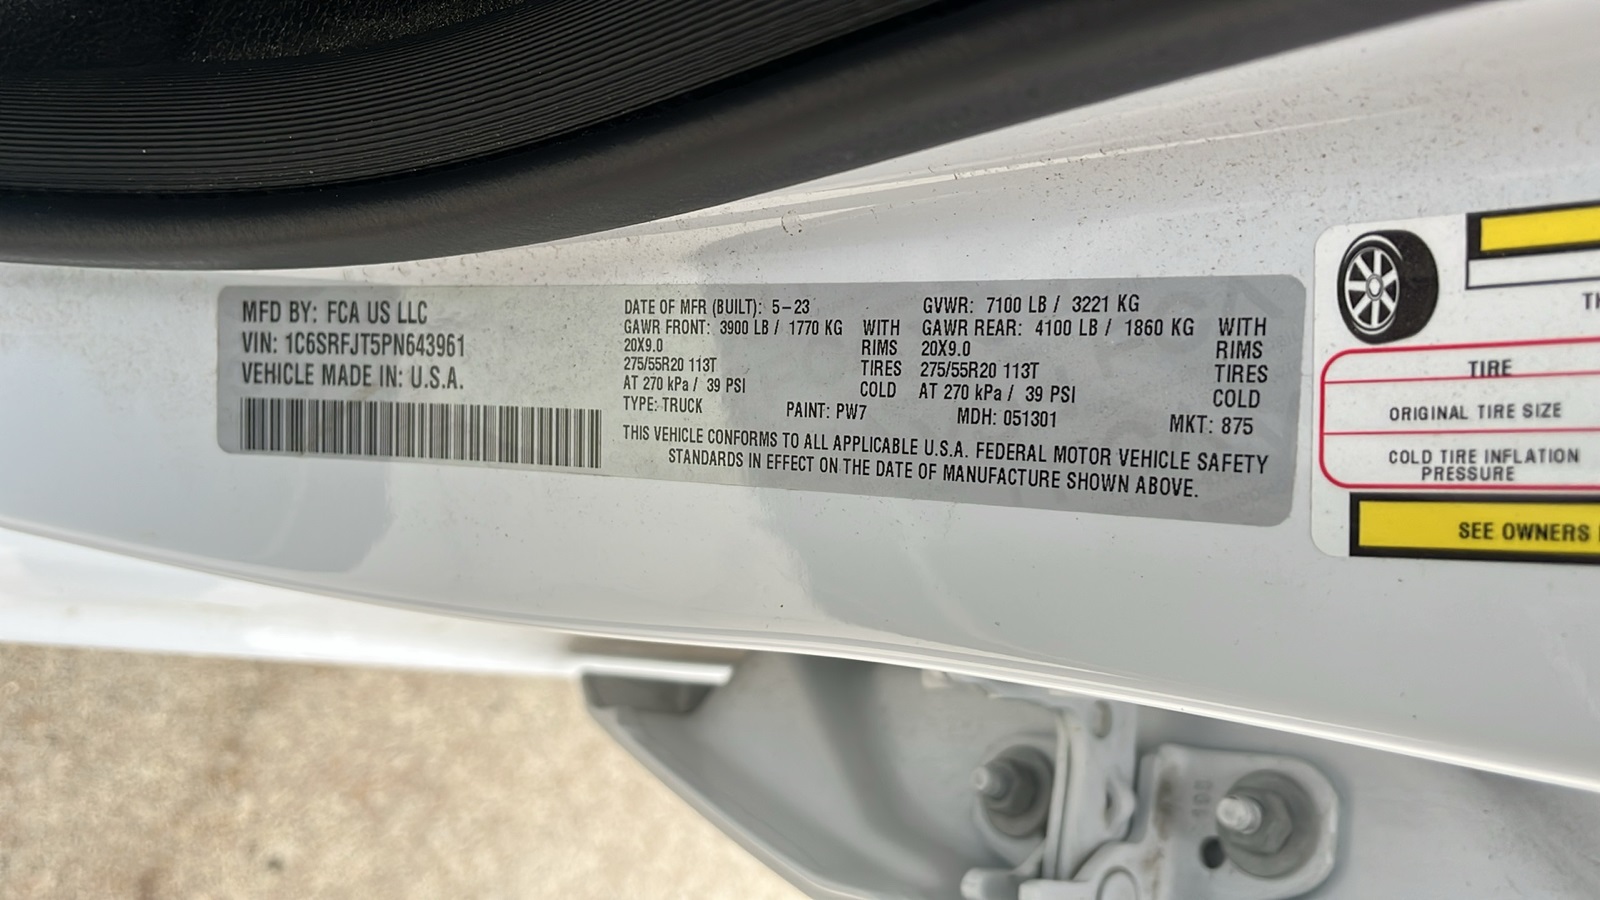 MFD BY: FCA US LLC
VIN: 1C6SRFJT5PN643961
VEHICLE MADE IN: U.S.A.
DATE OF MFR (BUILT): 5-23
GVWR: 7100 LB / 3221 KG
GAWR FRONT: 3900 LB / 1770 KG WITH
GAWR REAR: 4100 LB / 1860 KG WITH
20X9.0 RIMS
20X9.0 RIMS
275/55R20 113T TIRES
275/55R20 113T TIRES
AT 270 kPa / 39 PSI COLD
AT 270 kPa / 39 PSI COLD
TYPE: TRUCK PAINT: PW7 MDH: 051301 MKT: 875
THIS VEHICLE CONFORMS TO ALL APPLICABLE U.S.A. FEDERAL MOTOR VEHICLE SAFETY
STANDARDS IN EFFECT ON THE DATE OF MANUFACTURE SHOWN ABOVE.
TIRE
ORIGINAL TIRE SIZE
COLD TIRE INFLATION
PRESSURE
SEE OWNERS